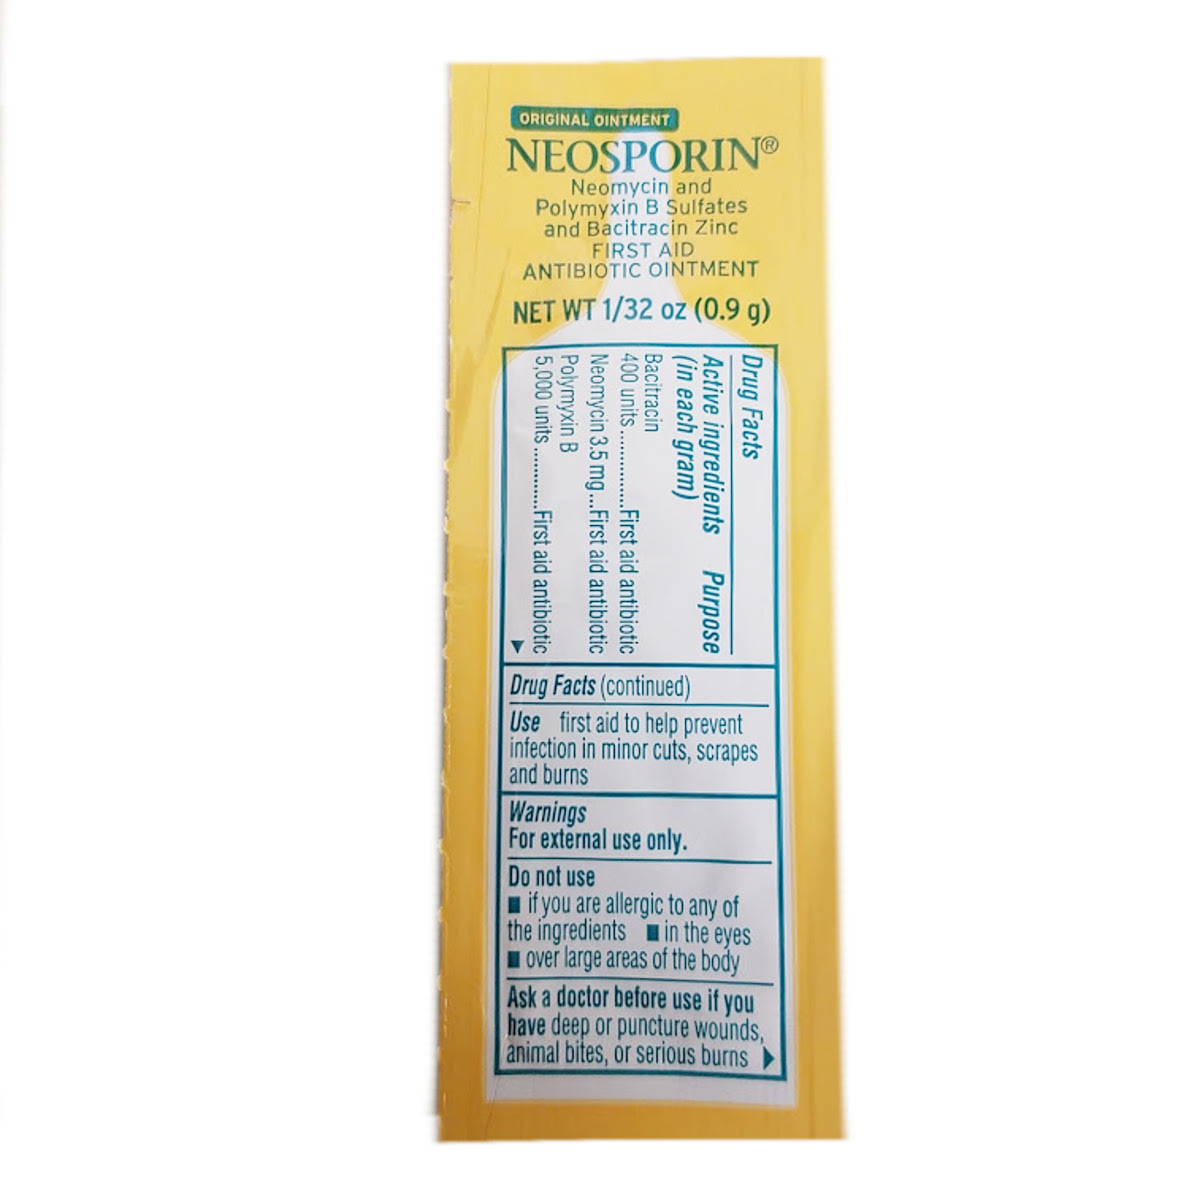 ORIGINAL OINTMENT
NEOSPORIN®
Neomycin and
Polymyxin B Sulfates
and Bacitracin Zinc
FIRST AID
ANTIBIOTIC OINTMENT
NET WT 1/32 oz (0.9 g)
Drug Facts
Active ingredients Purpose
(in each gram)
Bacitracin
400 units ............First aid antibiotic
Neomycin 3.5 mg...First aid antibiotic
Polymyxin B
5,000 units ............First aid antibiotic
Drug Facts (continued)
Use first aid to help prevent
infection in minor cuts, scrapes
and burns
Warnings
For external use only.
Do not use
■ if you are allergic to any of
the ingredients ■ in the eyes
■ over large areas of the body
Ask a doctor before use if you
have deep or puncture wounds,
animal bites, or serious burns